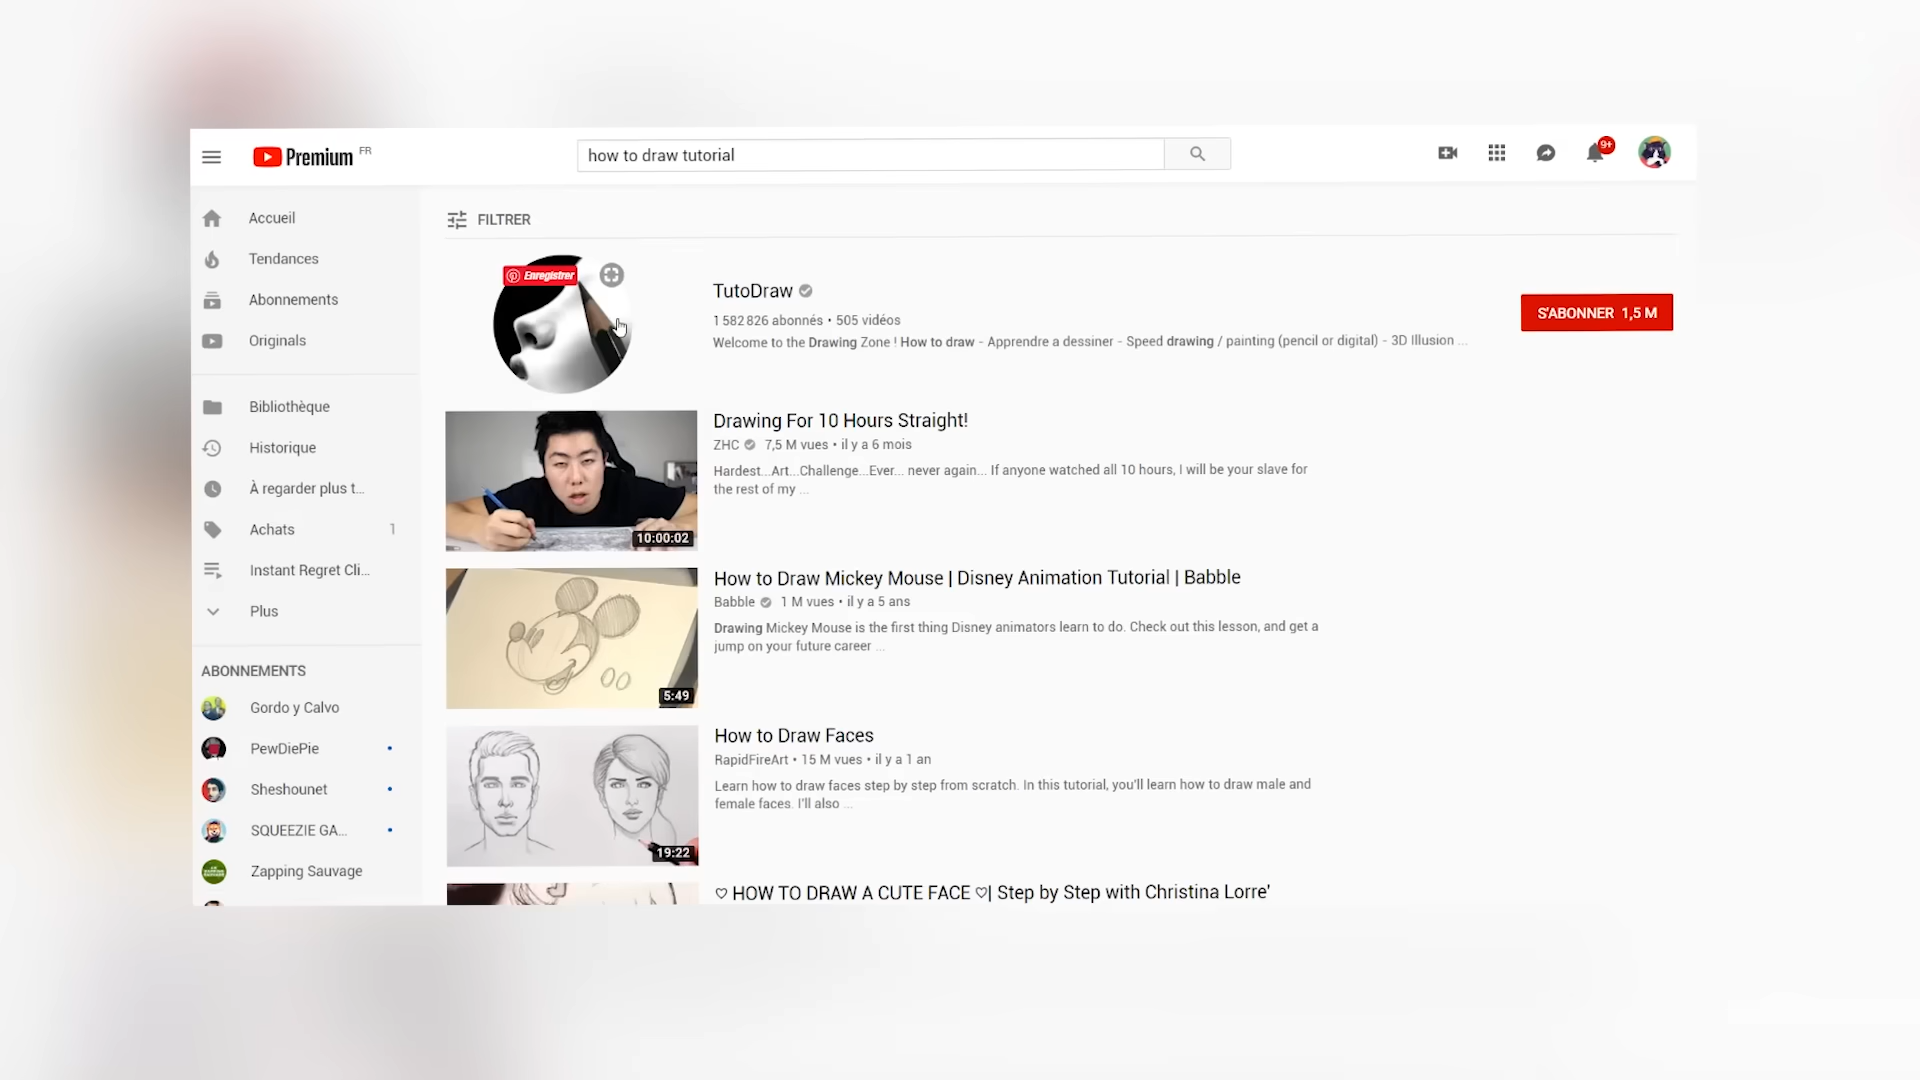 Premium FR
how to draw tutorial
9+
Accueil
Tendances
Abonnements
Originals
Bibliothèque
Historique
À regarder plus t...
Achats 1
Instant Regret Cli...
Plus
ABONNEMENTS
Gordo y Calvo
PewDiePie
Sheshounet
SQUEEZIE GA...
Zapping Sauvage
FILTRER
Enregistrer
TutoDraw
1 582 826 abonnés • 505 vidéos
Welcome to the Drawing Zone ! How to draw - Apprendre a dessiner - Speed drawing / painting (pencil or digital) - 3D Illusion ...
S'ABONNER 1,5 M
Drawing For 10 Hours Straight!
ZHC 7,5 M vues • il y a 6 mois
Hardest...Art...Challenge...Ever... never again... If anyone watched all 10 hours, I will be your slave for
the rest of my ...
10:00:02
How to Draw Mickey Mouse | Disney Animation Tutorial | Babble
Babble 1 M vues • il y a 5 ans
Drawing Mickey Mouse is the first thing Disney animators learn to do. Check out this lesson, and get a
jump on your future career ...
5:49
How to Draw Faces
RapidFireArt • 15 M vues • il y a 1 an
Learn how to draw faces step by step from scratch. In this tutorial, you'll learn how to draw male and
female faces. I'll also ...
19:22
♡ HOW TO DRAW A CUTE FACE ♡| Step by Step with Christina Lorre'